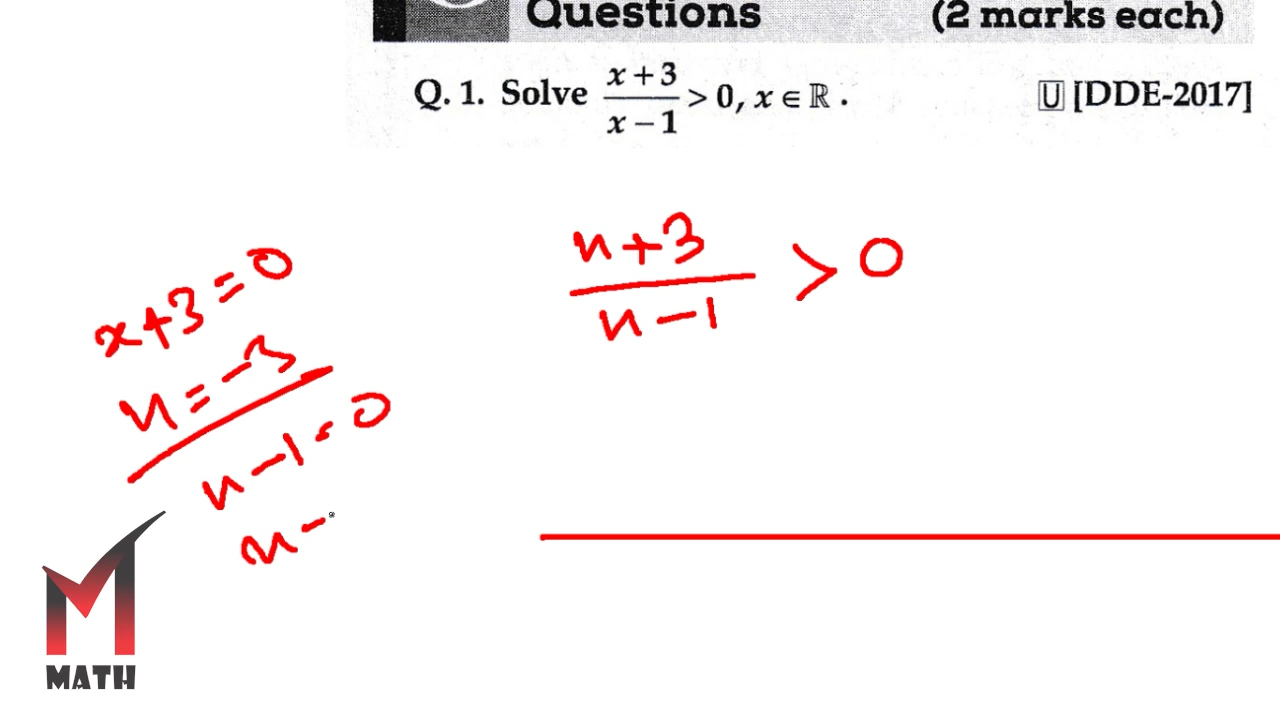 Questions (2 marks each)
Q. 1. Solve x + 3 / x − 1 > 0, x ∈ ℝ . U [DDE-2017]
x+3 / x-1 > 0
x+3=0
x=-3
x-1=0
x-
MATH